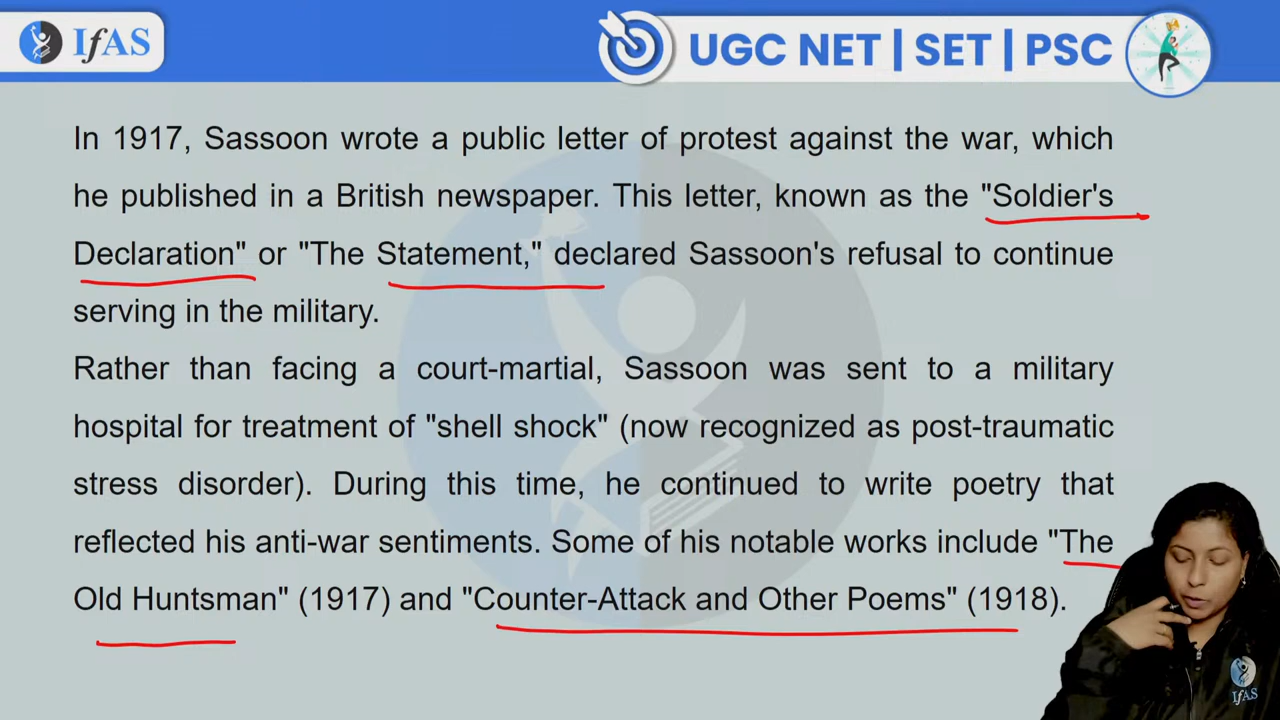 IfAS
UGC NET | SET | PSC
In 1917, Sassoon wrote a public letter of protest against the war, which
he published in a British newspaper. This letter, known as the "Soldier's
Declaration" or "The Statement," declared Sassoon's refusal to continue
serving in the military.
Rather than facing a court-martial, Sassoon was sent to a military
hospital for treatment of "shell shock" (now recognized as post-traumatic
stress disorder). During this time, he continued to write poetry that
reflected his anti-war sentiments. Some of his notable works include "The
Old Huntsman" (1917) and "Counter-Attack and Other Poems" (1918).
IfAS